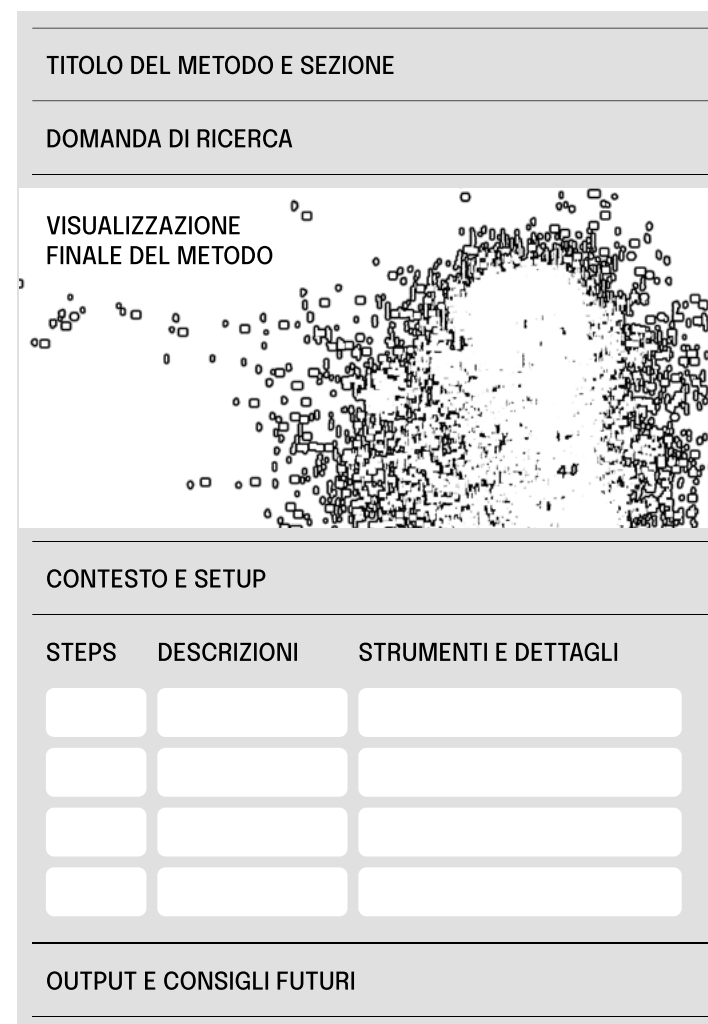 TITOLO DEL METODO E SEZIONE
DOMANDA DI RICERCA
VISUALIZZAZIONE
FINALE DEL METODO
CONTESTO E SETUP
STEPS DESCRIZIONI STRUMENTI E DETTAGLI
OUTPUT E CONSIGLI FUTURI